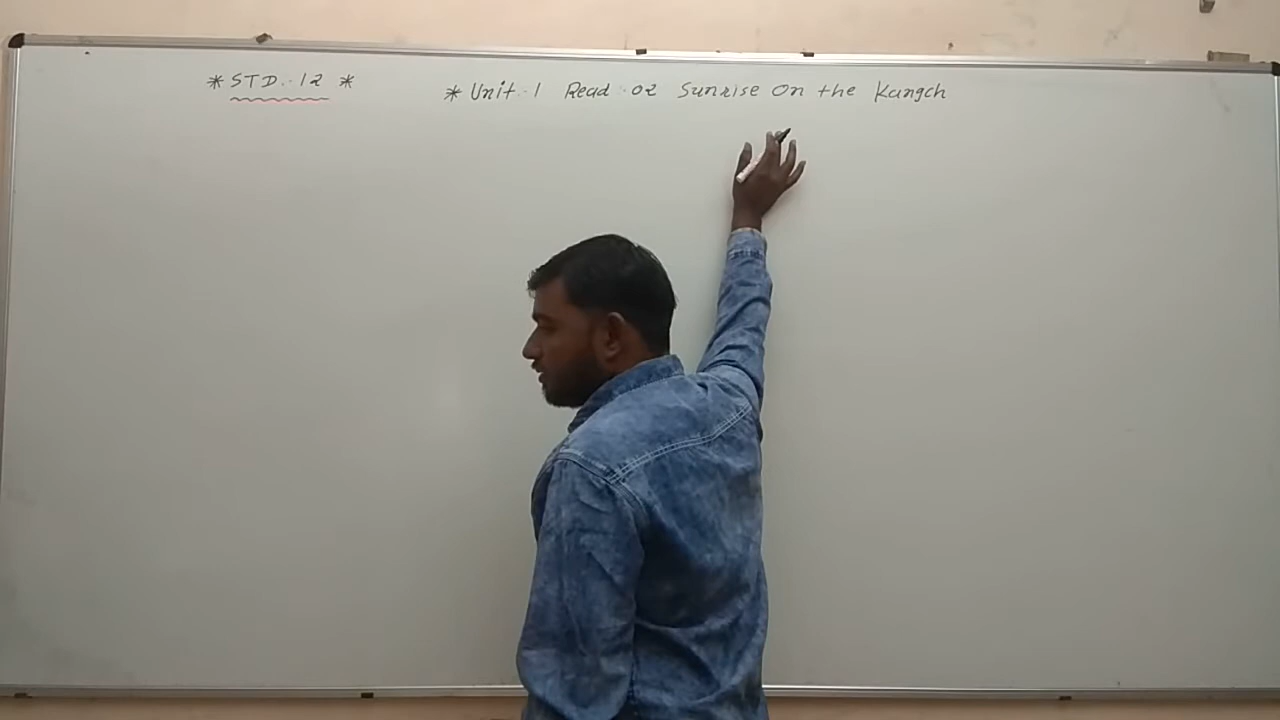 * STD.:12 *
* Unit.:1 Read:02 Sunrise On the Kangch